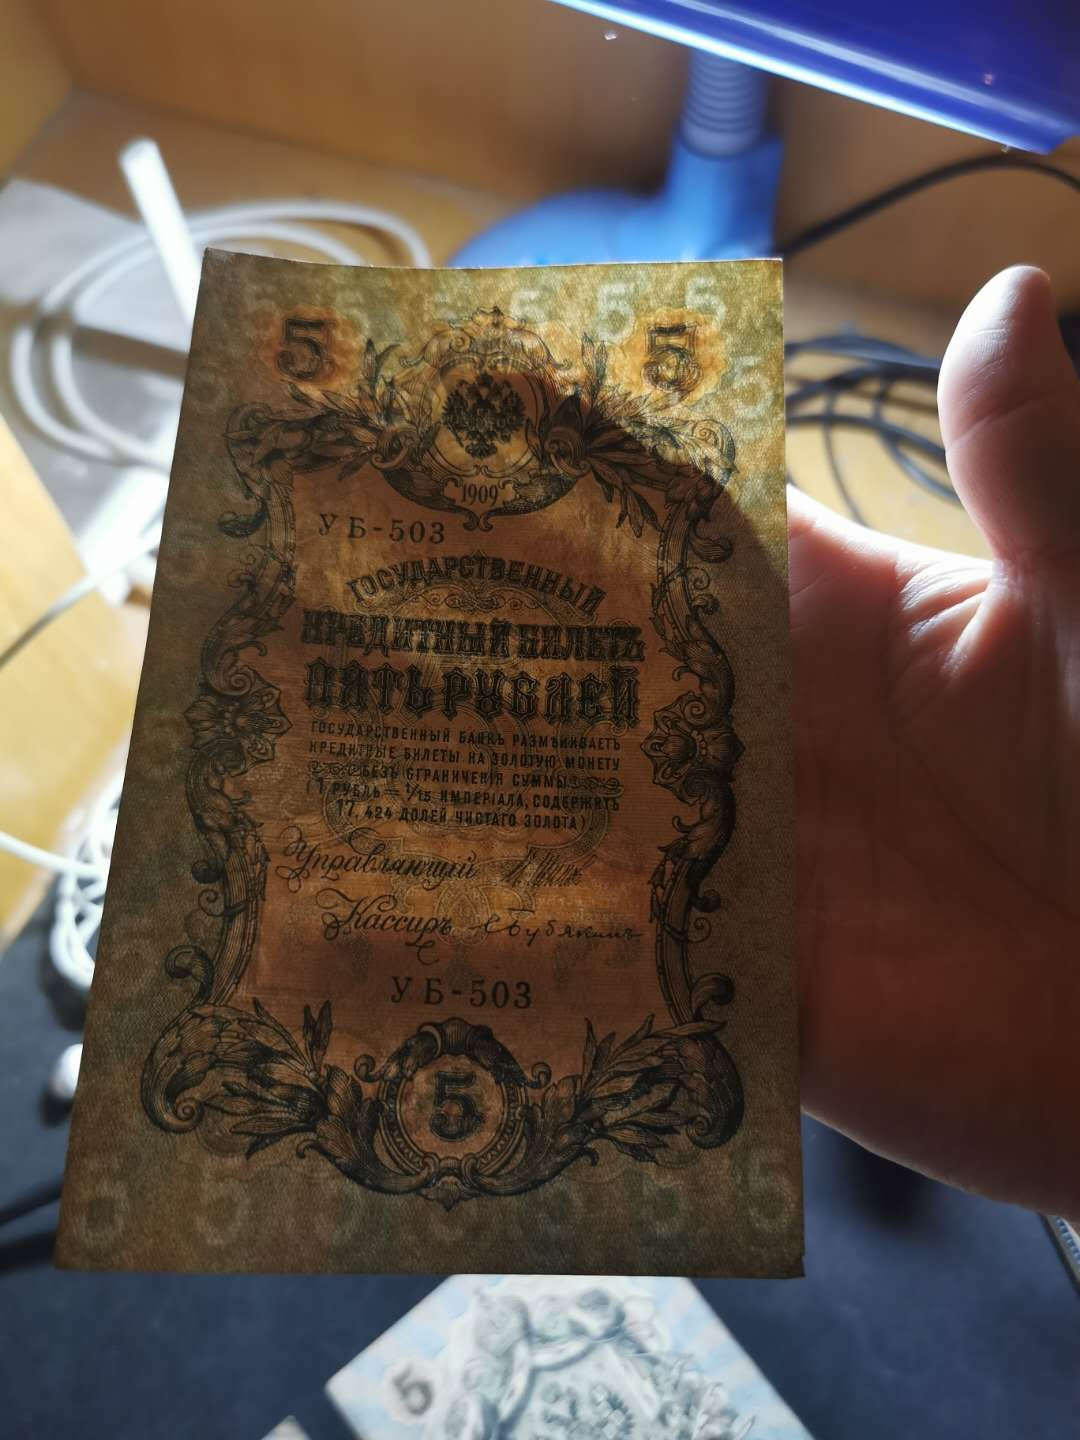 5 5
1909
УБ-503
ГОСУДАРСТВЕННЫЙ
КРЕДИТНЫЙ БИЛЕТЪ
ПЯТЬ РУБЛЕЙ
ГОСУДАРСТВЕННЫЙ БАНКЪ РАЗМѢНИВАЕТЪ
КРЕДИТНЫЕ БИЛЕТЫ НА ЗОЛОТУЮ МОНЕТУ
БЕЗЪ ОГРАНИЧЕНІЯ СУММЫ
(1 РУБЛЬ = 1/15 ИМПЕРІАЛА, СОДЕРЖИТЪ
17,424 ДОЛЕЙ ЧИСТАГО ЗОЛОТА)
Управляющій
Кассиръ
УБ-503
5
5